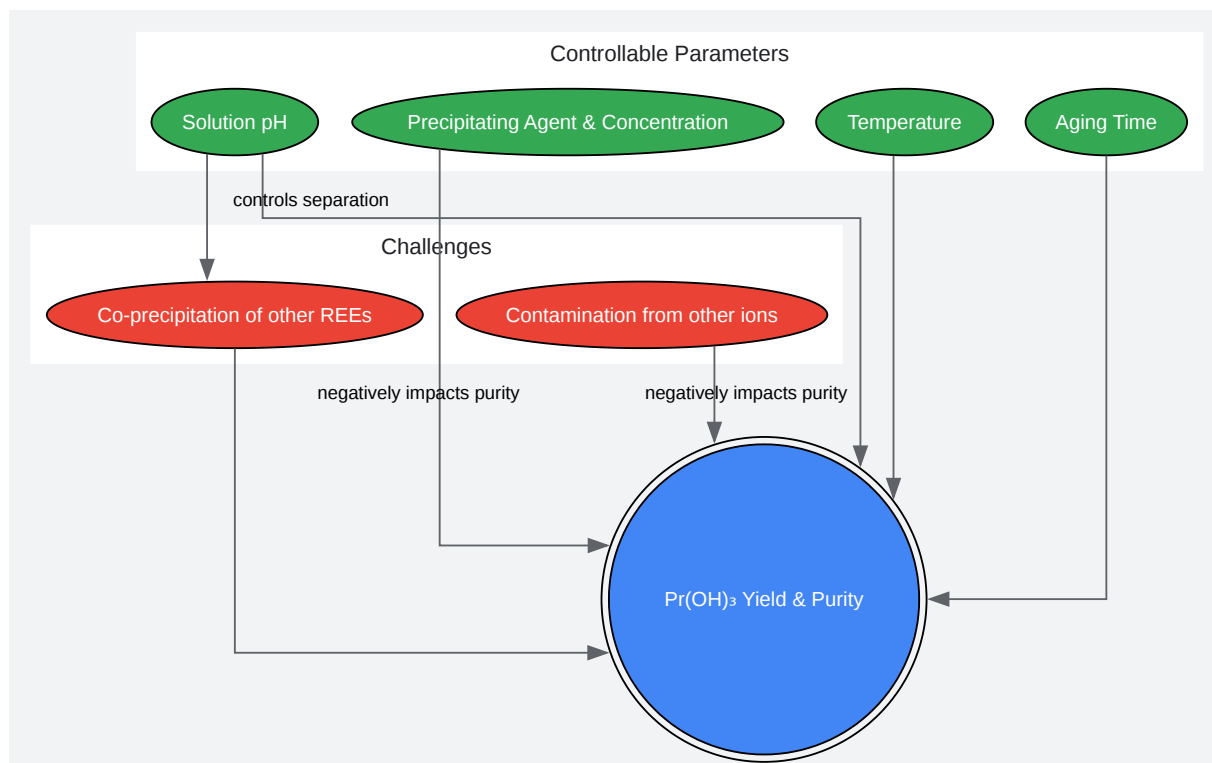 Controllable Parameters
Solution pH
Precipitating Agent & Concentration
Temperature
Aging Time
controls separation
Challenges
Co-precipitation of other REEs
Contamination from other ions
negatively impacts purity
negatively impacts purity
Pr(OH)₃ Yield & Purity